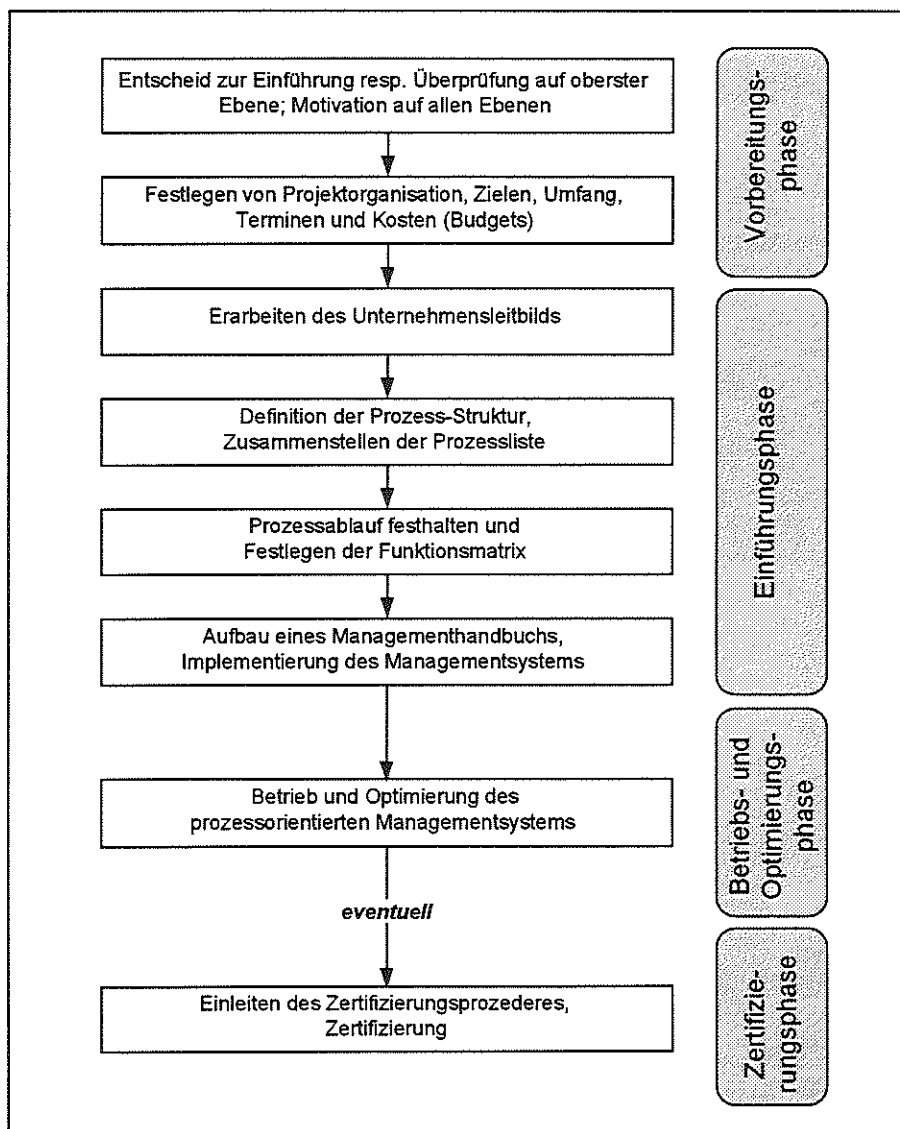 Entscheid zur Einführung resp. Überprüfung auf oberster
Ebene; Motivation auf allen Ebenen
Festlegen von Projektorganisation, Zielen, Umfang,
Terminen und Kosten (Budgets)
Vorbereitungs-
phase
Erarbeiten des Unternehmensleitbilds
Definition der Prozess-Struktur,
Zusammenstellen der Prozessliste
Prozessablauf festhalten und
Festlegen der Funktionsmatrix
Aufbau eines Managementhandbuchs,
Implementierung des Managementsystems
Einführungsphase
Betrieb und Optimierung des
prozessorientierten Managementsystems
Betriebs- und
Optimierungs-
phase
eventuell
Einleiten des Zertifizierungsprozederes,
Zertifizierung
Zertifizie-
rungsphase